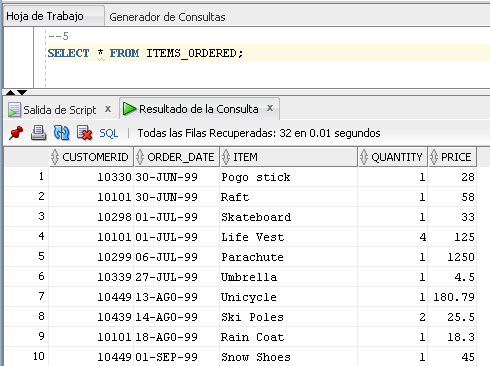 Hoja de Trabajo Generador de Consultas
--5
SELECT * FROM ITEMS_ORDERED;
Salida de Script x Resultado de la Consulta x
SQL | Todas las Filas Recuperadas: 32 en 0.01 segundos
CUSTOMERID ORDER_DATE ITEM QUANTITY PRICE
1 10330 30-JUN-99 Pogo stick 1 28
2 10101 30-JUN-99 Raft 1 58
3 10298 01-JUL-99 Skateboard 1 33
4 10101 01-JUL-99 Life Vest 4 125
5 10299 06-JUL-99 Parachute 1 1250
6 10339 27-JUL-99 Umbrella 1 4.5
7 10449 13-AGO-99 Unicycle 1 180.79
8 10439 14-AGO-99 Ski Poles 2 25.5
9 10101 18-AGO-99 Rain Coat 1 18.3
10 10449 01-SEP-99 Snow Shoes 1 45